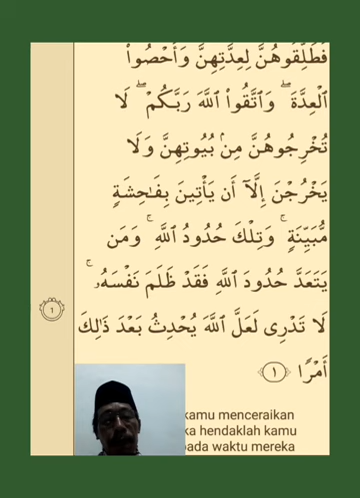 فَطَلِّقُوهُنَّ لِعِدَّتِهِنَّ وَأَحْصُوا۟
ٱلْعِدَّةَ ۖ وَٱتَّقُوا۟ ٱللَّهَ رَبَّكُمْ ۖ لَا
تُخْرِجُوهُنَّ مِنۢ بُيُوتِهِنَّ وَلَا
يَخْرُجْنَ إِلَّآ أَن يَأْتِينَ بِفَـٰحِشَةٍ
مُّبَيِّنَةٍ ۚ وَتِلْكَ حُدُودُ ٱللَّهِ ۚ وَمَن
يَتَعَدَّ حُدُودَ ٱللَّهِ فَقَدْ ظَلَمَ نَفْسَهُۥ ۚ
لَا تَدْرِى لَعَلَّ ٱللَّهَ يُحْدِثُ بَعْدَ ذَٰلِكَ
أَمْرًا ١
١
kamu menceraikan
ka hendaklah kamu
pada waktu mereka